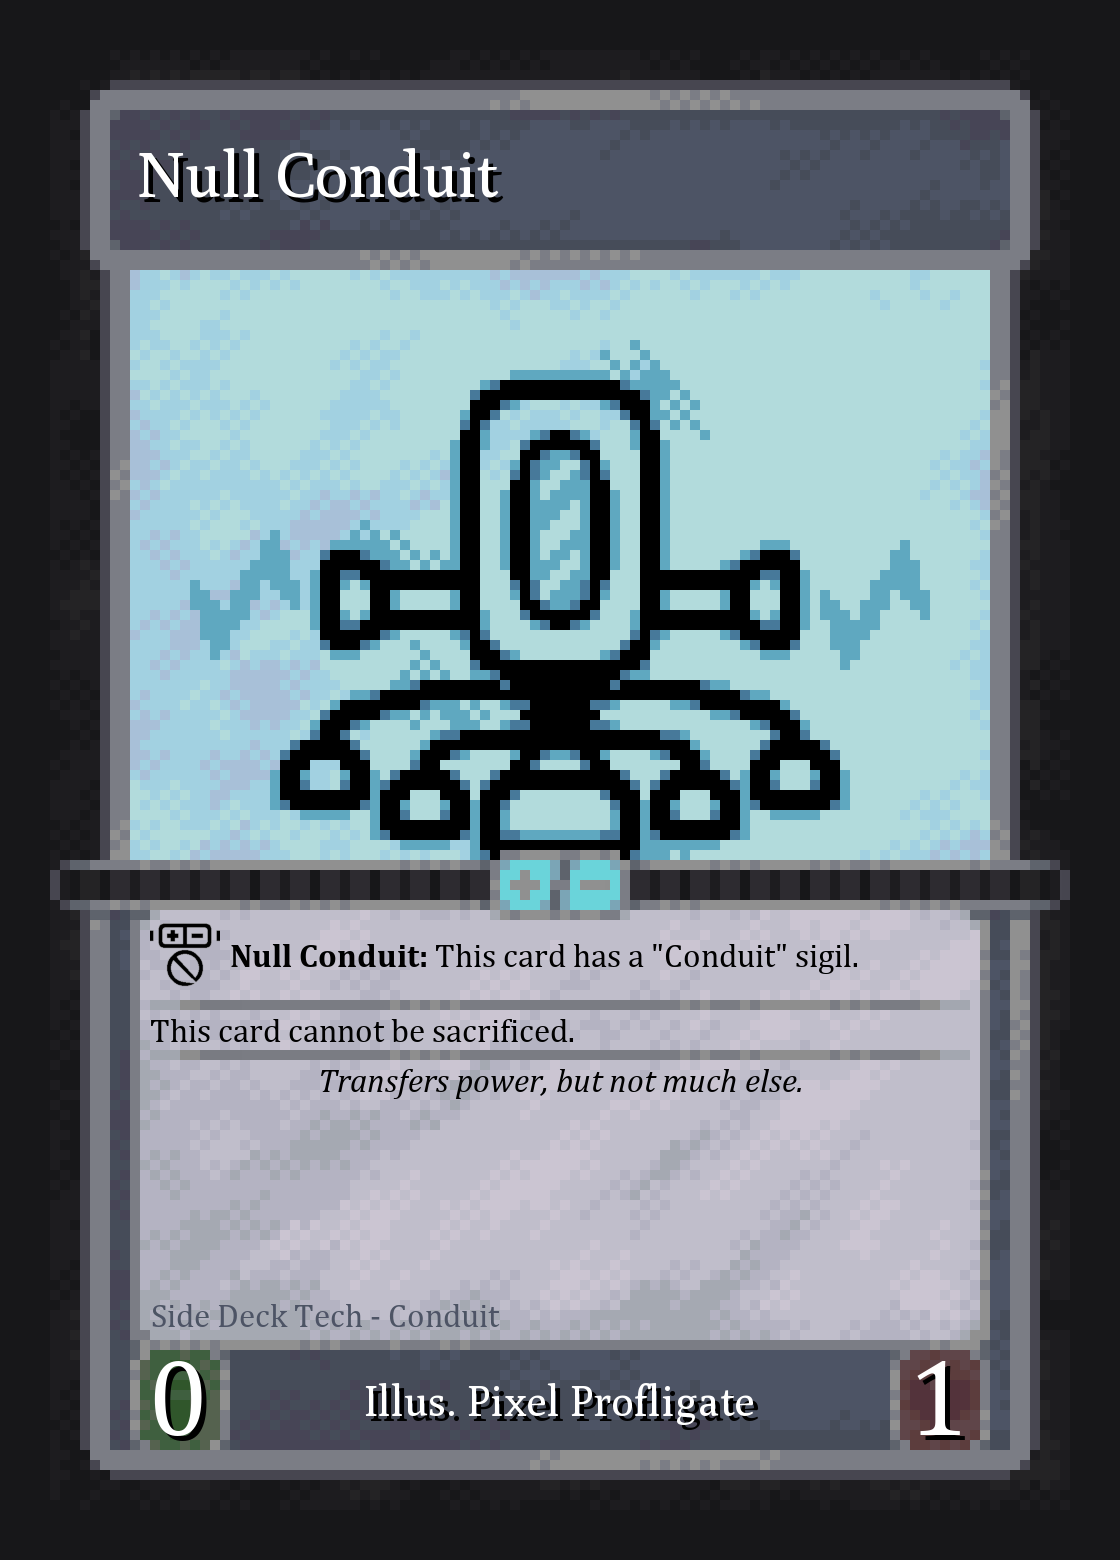 Null Conduit
Null Conduit: This card has a "Conduit" sigil.
This card cannot be sacrificed.
Transfers power, but not much else.
Side Deck Tech - Conduit
0
Illus. Pixel Profligate
1